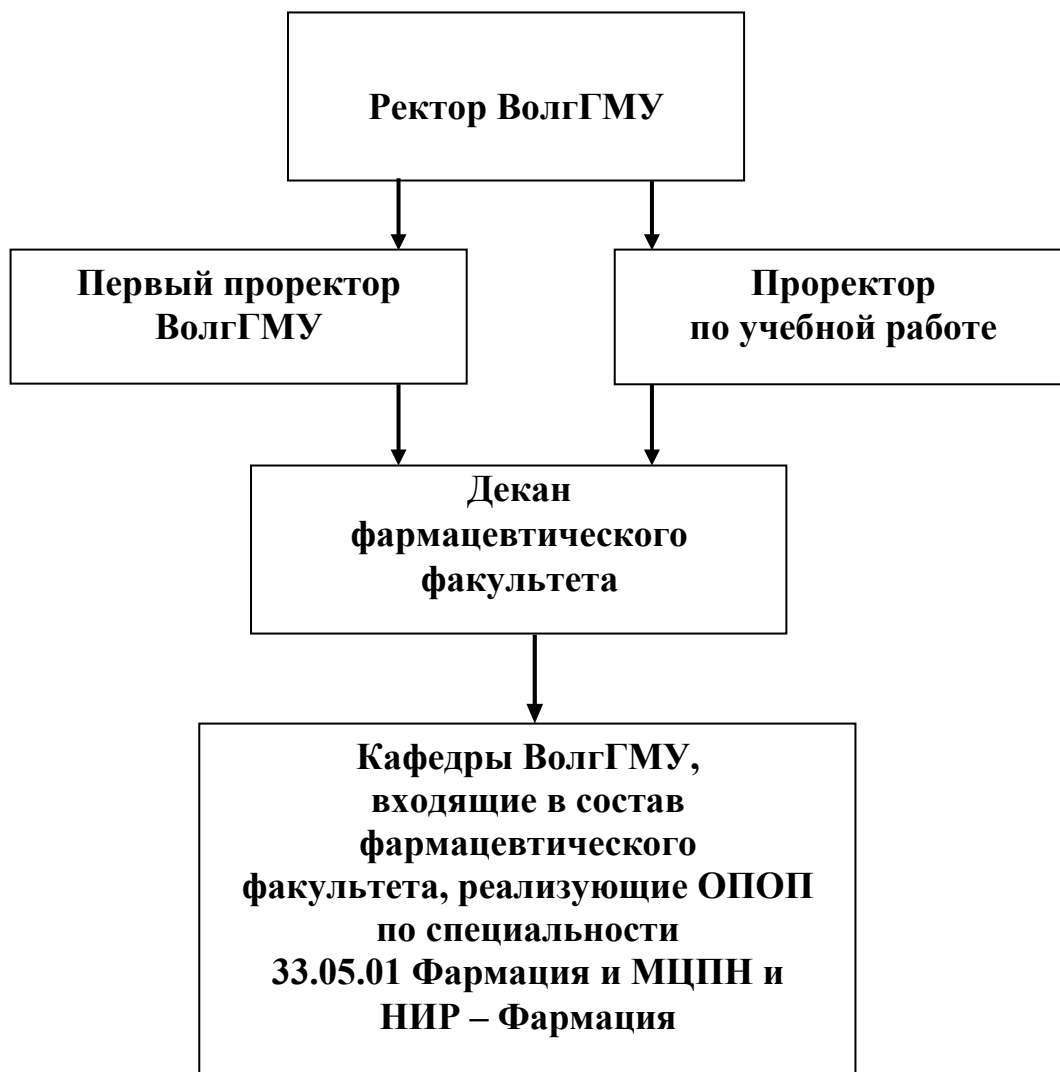 Ректор ВолгГМУ
Первый проректор
ВолгГМУ
Проректор
по учебной работе
Декан
фармацевтического
факультета
Кафедры ВолгГМУ,
входящие в состав
фармацевтического
факультета, реализующие ОПОП
по специальности
33.05.01 Фармация и МЦПН и
НИР – Фармация